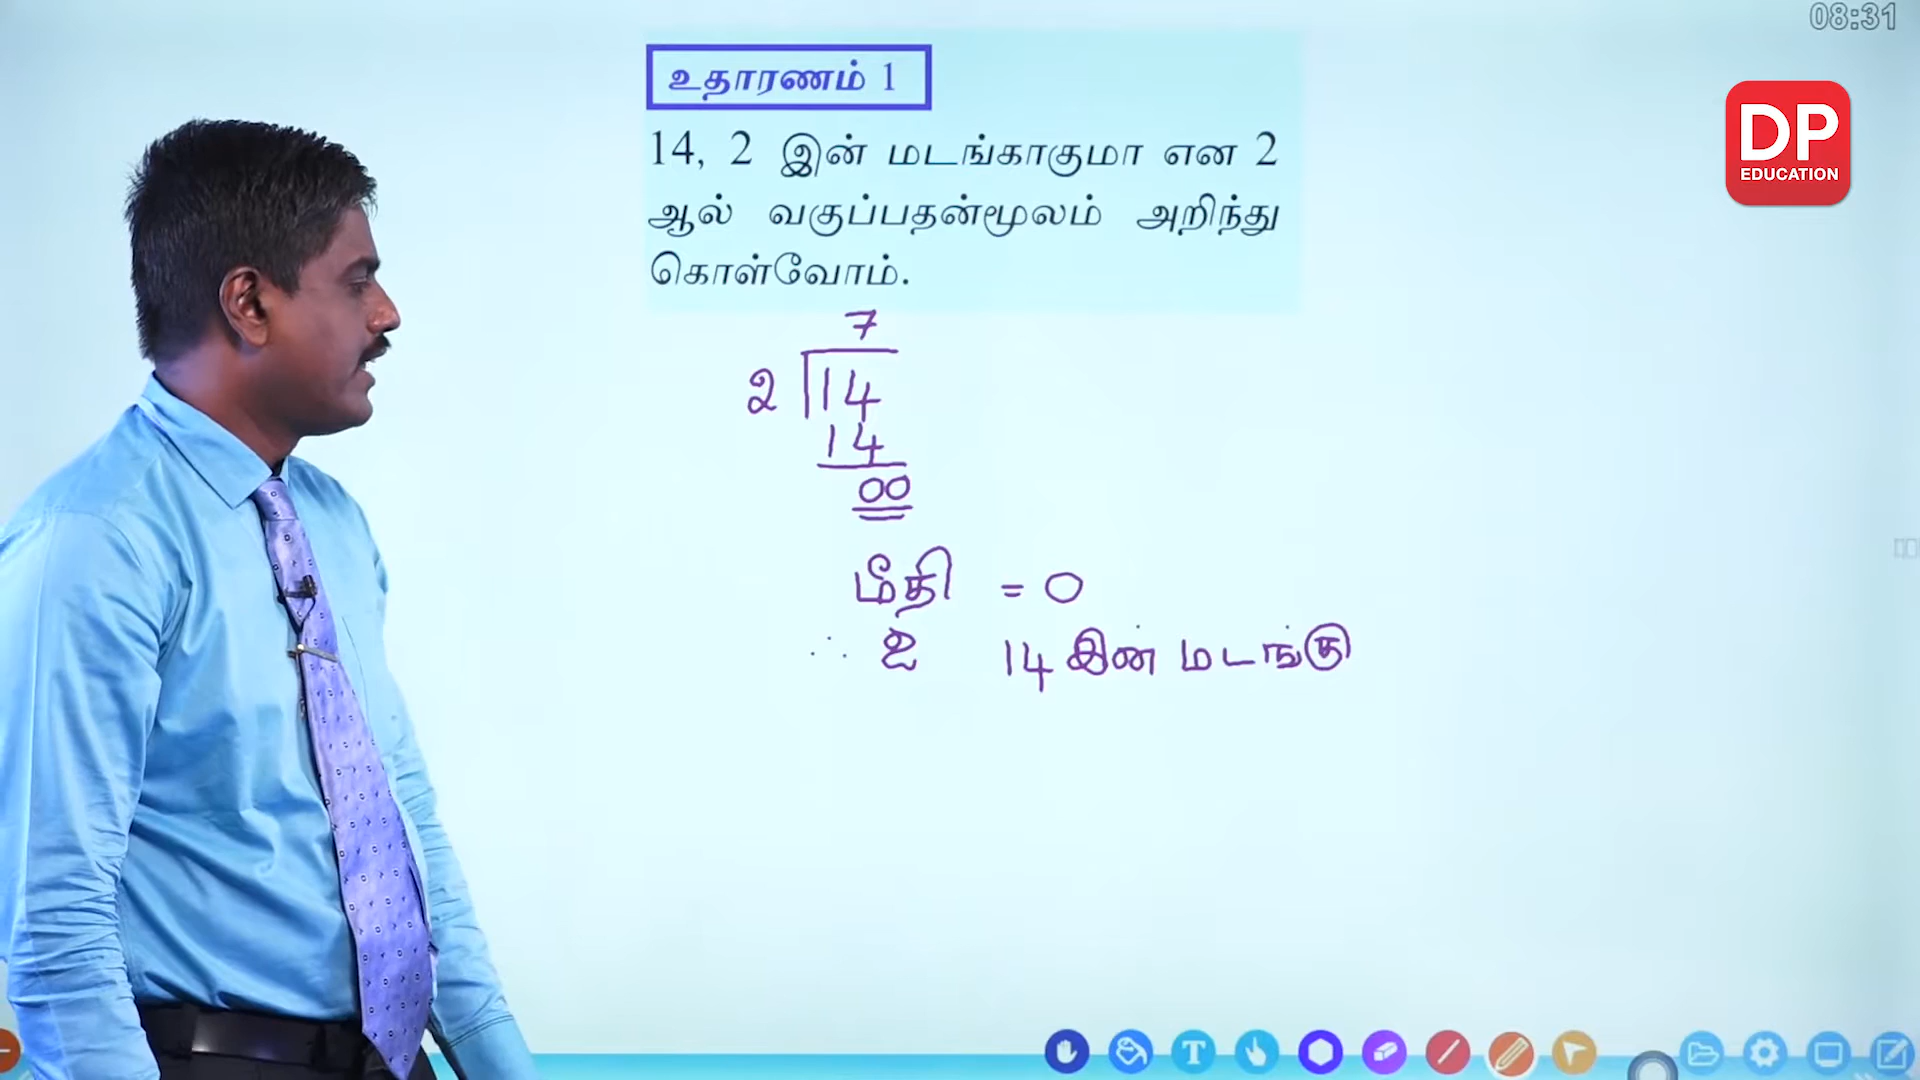 08:31
உதாரணம் 1
DP
EDUCATION
14, 2 இன் மடங்காகுமா என 2
ஆல் வகுப்பதன்மூலம் அறிந்து
கொள்வோம்.
7
2 14
14
00
மீதி = 0
∴ 2 14 இன் மடங்கு
T